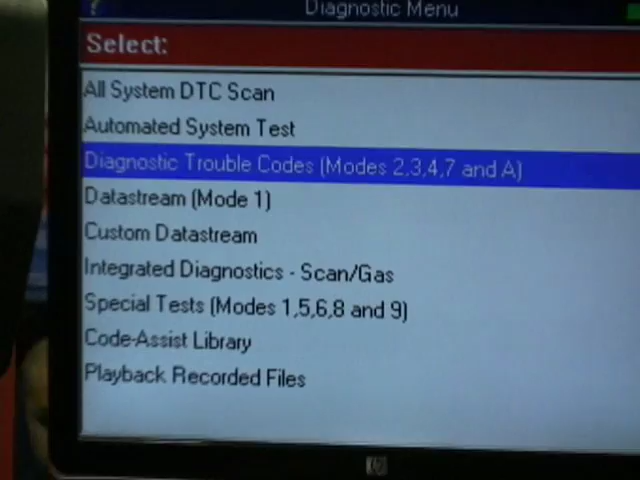 Diagnostic Menu
Select:
All System DTC Scan
Automated System Test
Diagnostic Trouble Codes (Modes 2,3,4,7 and A)
Datastream (Mode 1)
Custom Datastream
Integrated Diagnostics - Scan/Gas
Special Tests (Modes 1,5,6,8 and 9)
Code-Assist Library
Playback Recorded Files
hp